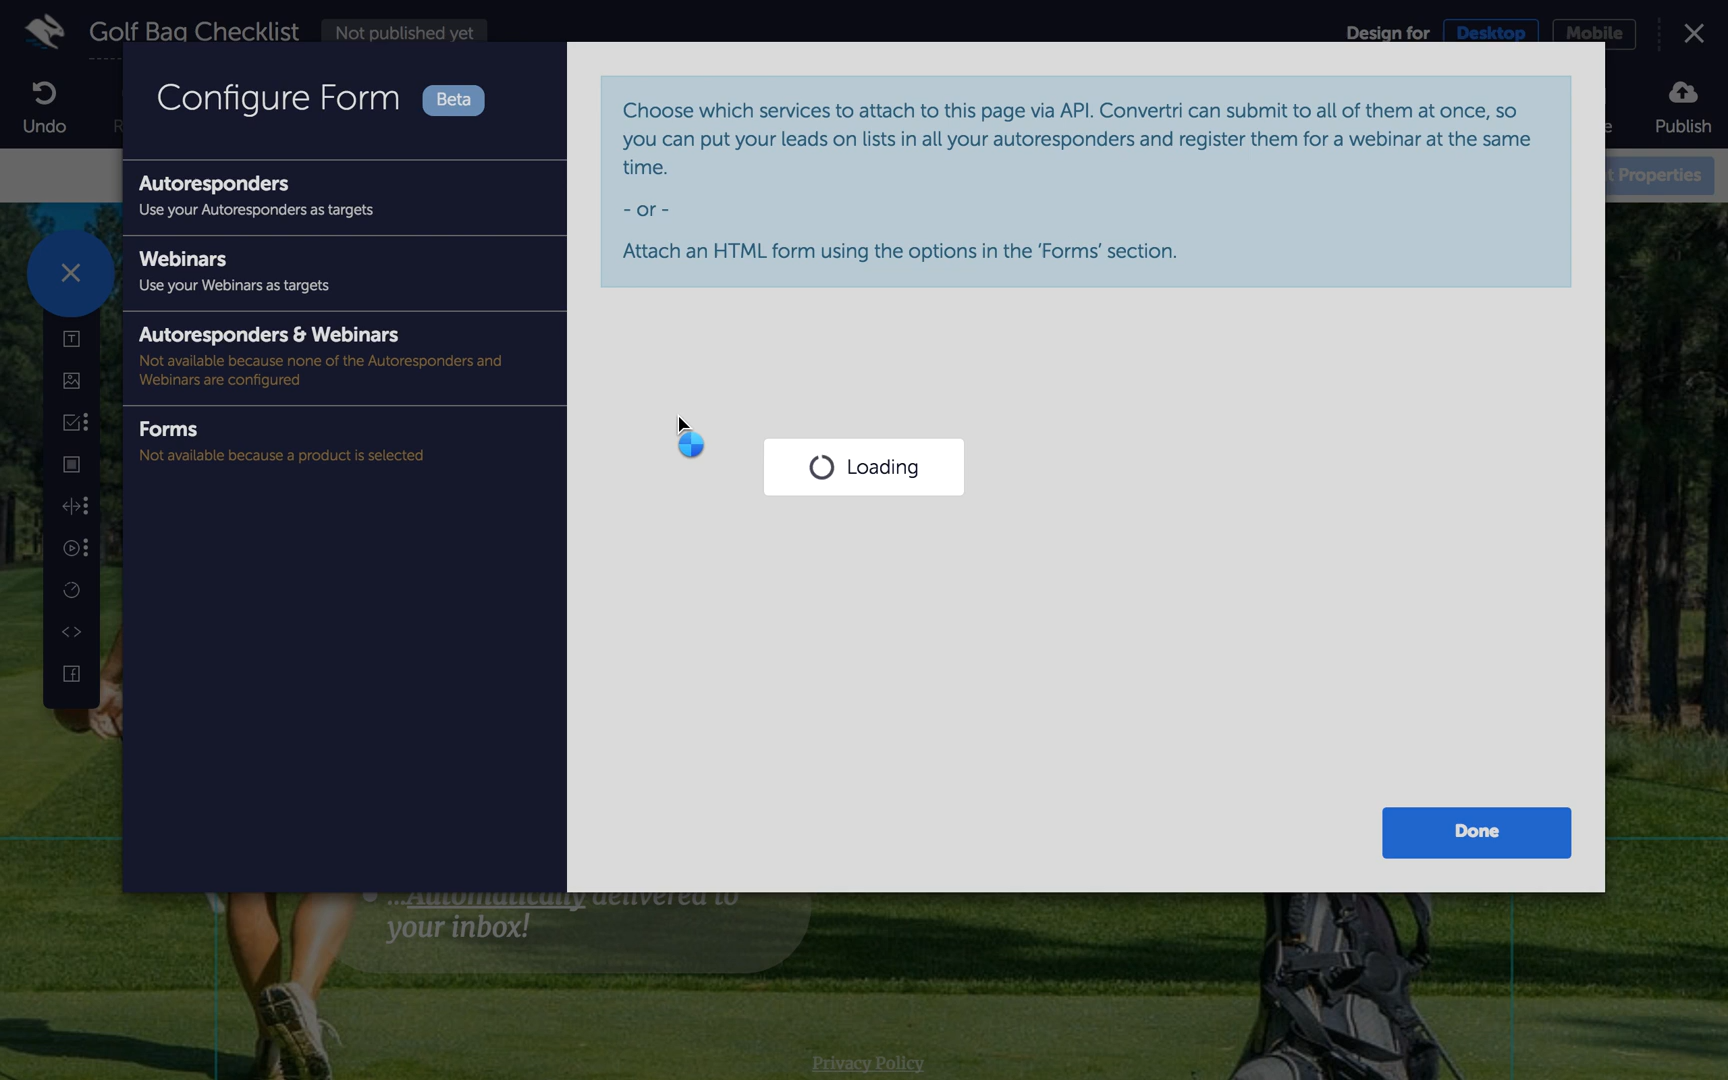 Golf Bag Checklist
Not published yet
Design for
Desktop
Mobile
Undo
Publish
t Properties
Configure Form
Beta
Autoresponders
Use your Autoresponders as targets
Webinars
Use your Webinars as targets
Autoresponders & Webinars
Not available because none of the Autoresponders and
Webinars are configured
Forms
Not available because a product is selected
Choose which services to attach to this page via API. Convertri can submit to all of them at once, so
you can put your leads on lists in all your autoresponders and register them for a webinar at the same
time.
- or -
Attach an HTML form using the options in the ‘Forms’ section.
Loading
Done
...Automatically delivered to
your inbox!
Privacy Policy